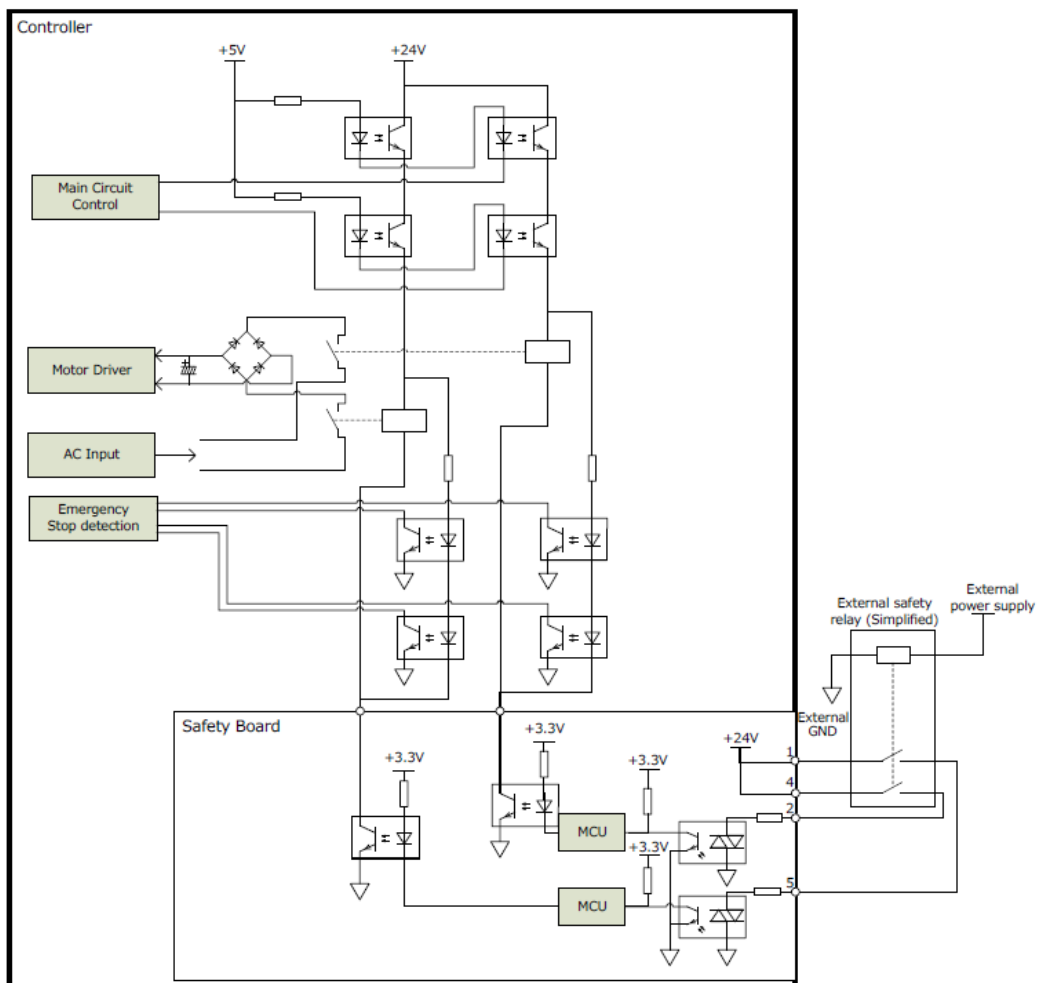 Controller
+5V
+24V
Main Circuit
Control
Motor Driver
AC Input
Emergency
Stop detection
External safety
relay (Simplified)
External
power supply
External
GND
Safety Board
+3.3V
+3.3V
+3.3V
+24V
1
4
2
MCU
+3.3V
5
MCU